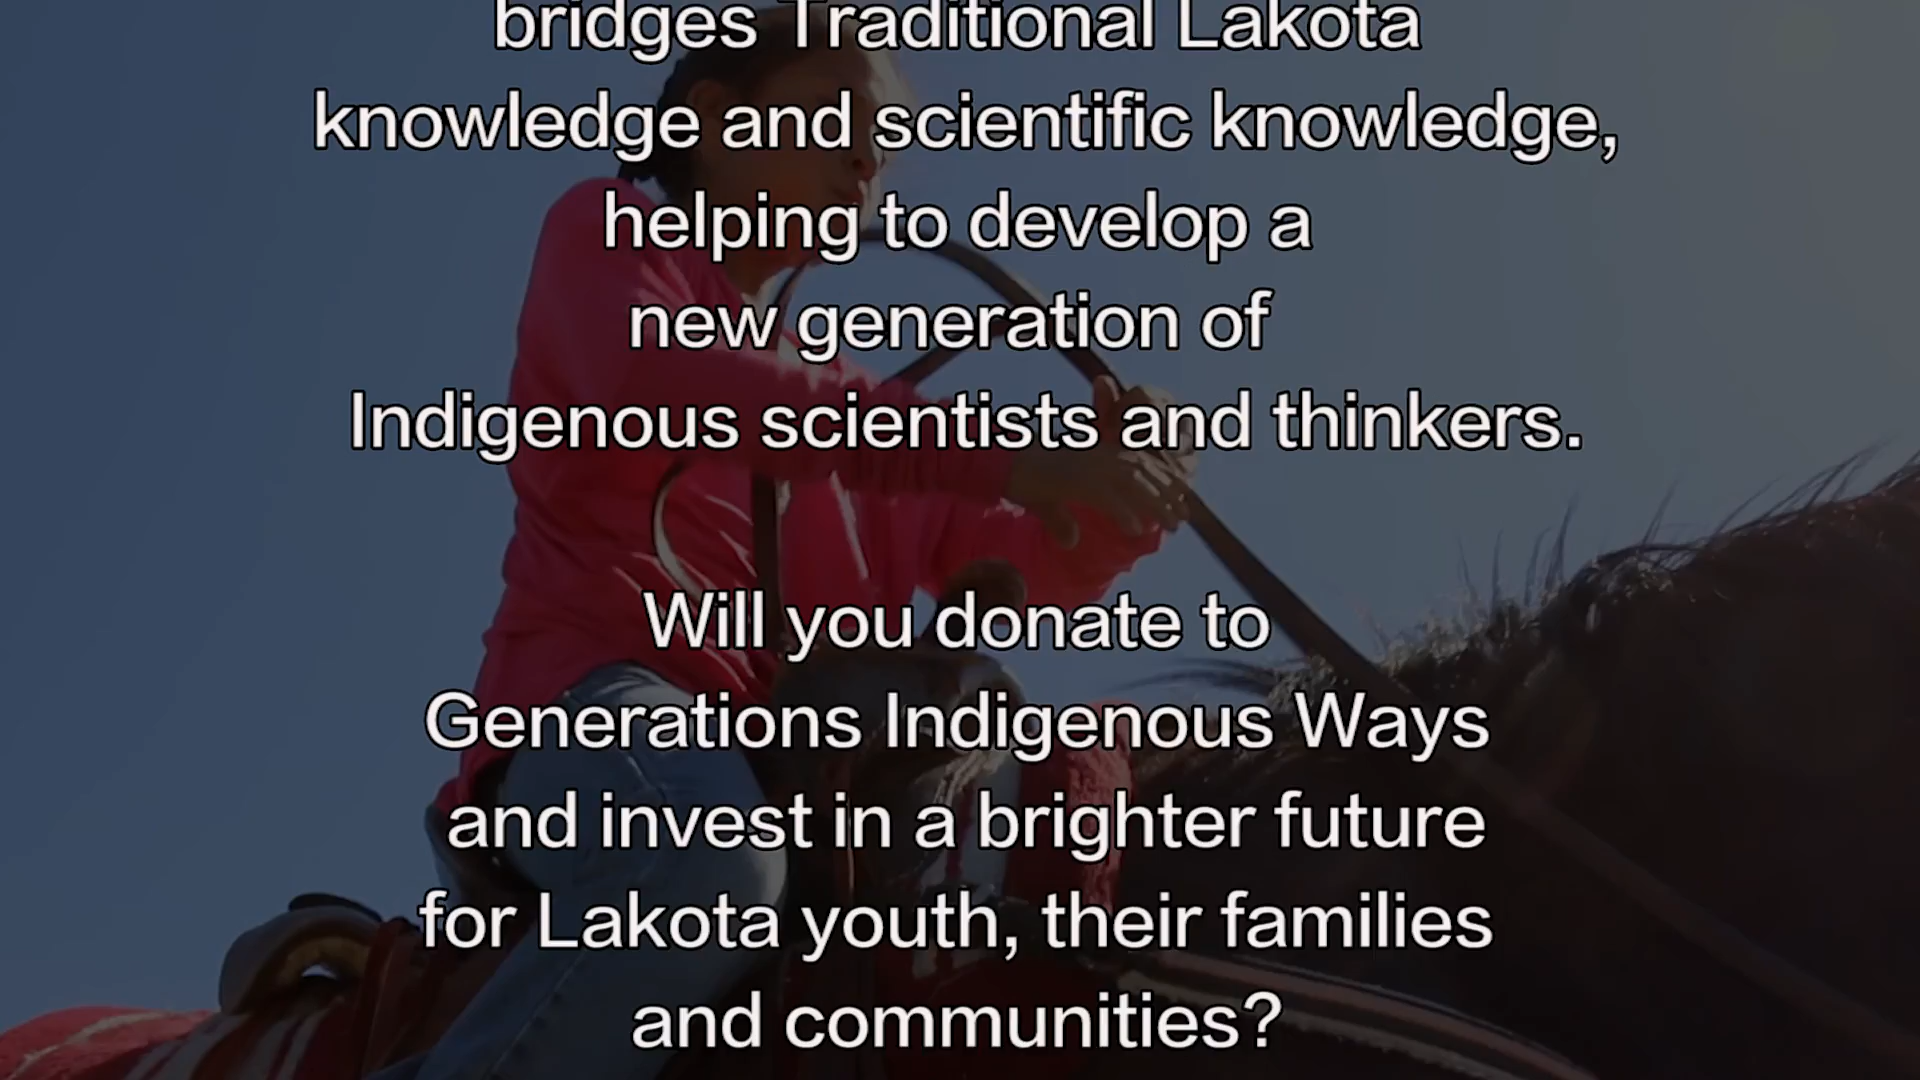 bridges Traditional Lakota
knowledge and scientific knowledge,
helping to develop a
new generation of
Indigenous scientists and thinkers.
Will you donate to
Generations Indigenous Ways
and invest in a brighter future
for Lakota youth, their families
and communities?